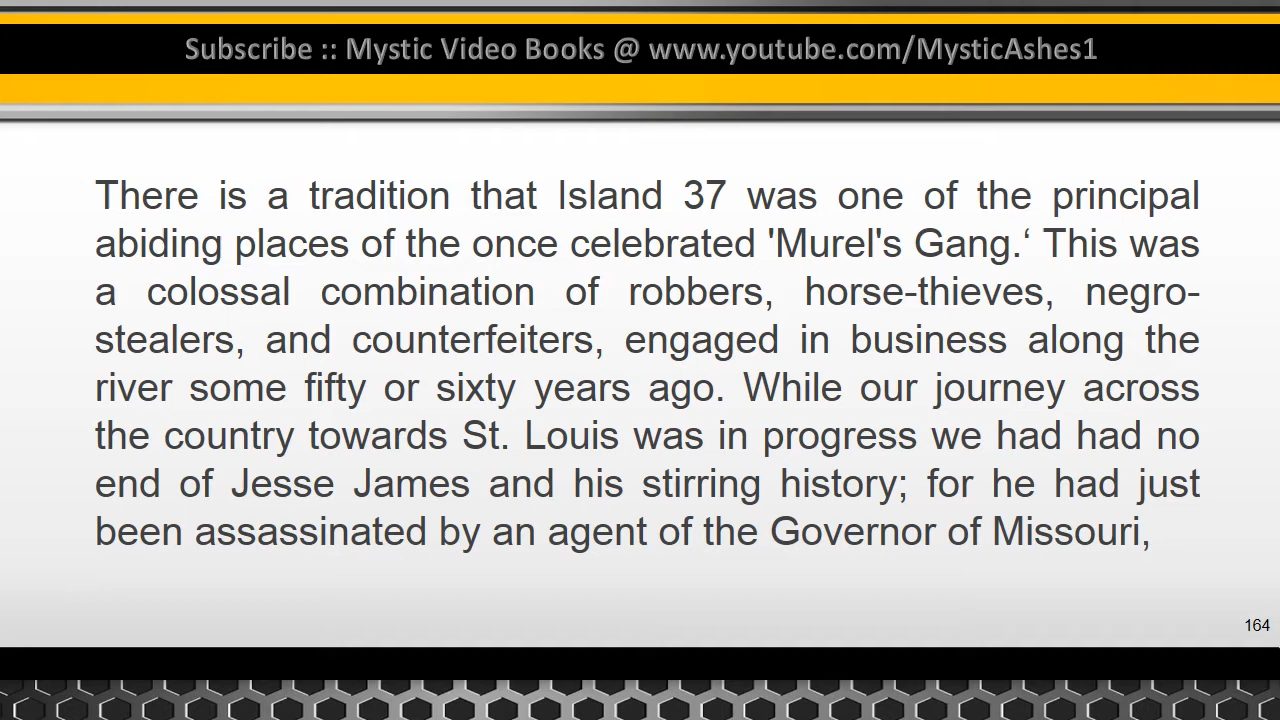 Subscribe :: Mystic Video Books @ www.youtube.com/MysticAshes1
There is a tradition that Island 37 was one of the principal
abiding places of the once celebrated 'Murel's Gang.‘ This was
a colossal combination of robbers, horse-thieves, negro-
stealers, and counterfeiters, engaged in business along the
river some fifty or sixty years ago. While our journey across
the country towards St. Louis was in progress we had had no
end of Jesse James and his stirring history; for he had just
been assassinated by an agent of the Governor of Missouri,
164